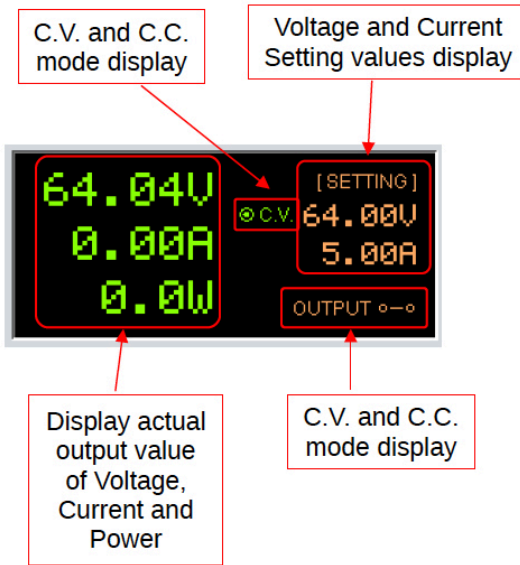 C.V. and C.C.
mode display
Voltage and Current
Setting values display
64.04V
0.00A
0.0W
C.V.
[SETTING]
64.00V
5.00A
OUTPUT
Display actual
output value
of Voltage,
Current and
Power
C.V. and C.C.
mode display